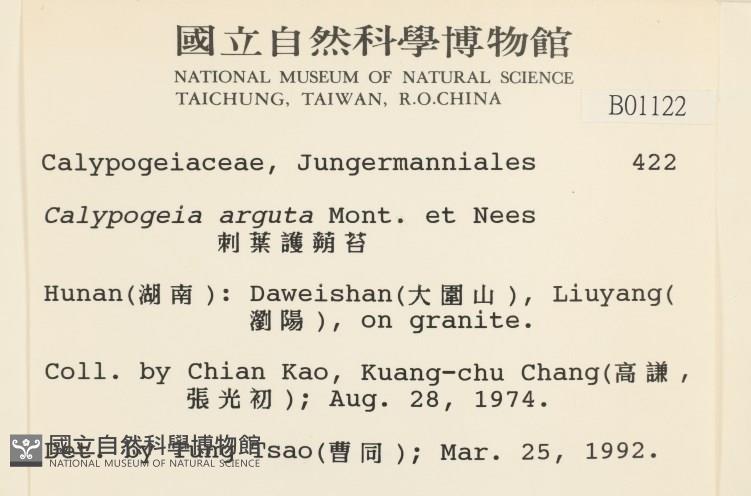 國立自然科學博物館
NATIONAL MUSEUM OF NATURAL SCIENCE
TAICHUNG, TAIWAN, R.O.CHINA
B01122
Calypogeiaceae, Jungermanniales 422
Calypogeia arguta Mont. et Nees
刺葉護蒴苔
Hunan(湖南): Daweishan(大圍山), Liuyang(
瀏陽), on granite.
Coll. by Chian Kao, Kuang-chu Chang(高謙,
張光初); Aug. 28, 1974.
Det. by Tung Tsao(曹同); Mar. 25, 1992.
國立自然科學博物館
NATIONAL MUSEUM OF NATURAL SCIENCE